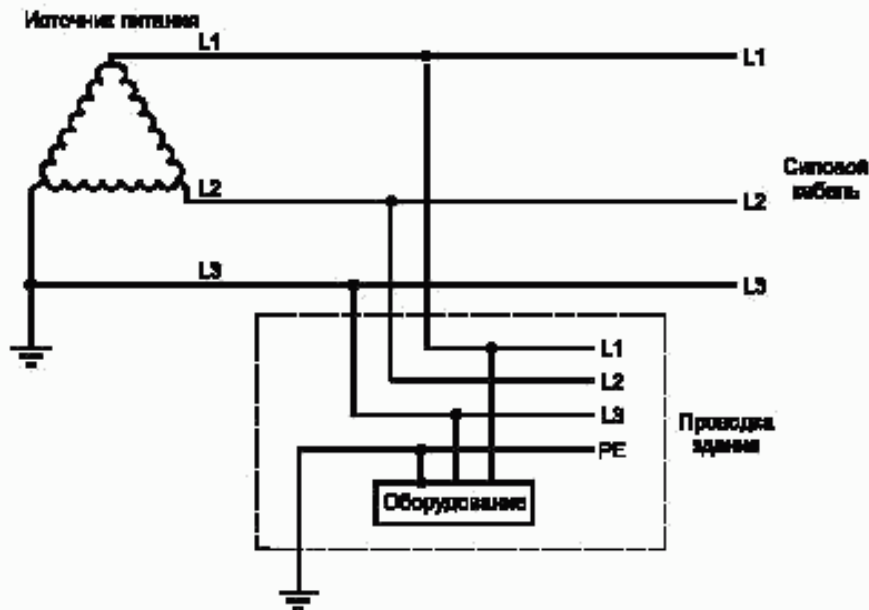 Источник питания
L1
L1
Силовой
кабель
L2
L2
L3
L3
L1
L2
L3
PE
Проводка
здания
Оборудование